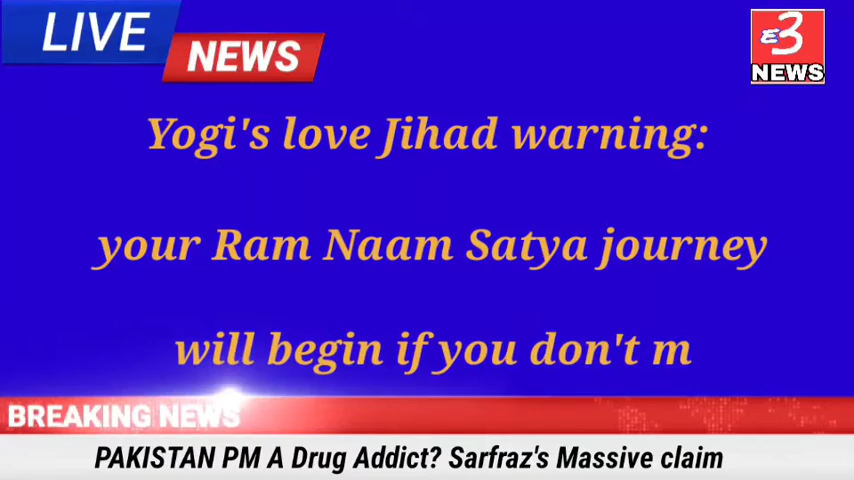 LIVE
NEWS
E3
NEWS
Yogi's love Jihad warning:
your Ram Naam Satya journey
will begin if you don't m
BREAKING NEWS
PAKISTAN PM A Drug Addict? Sarfraz's Massive claim